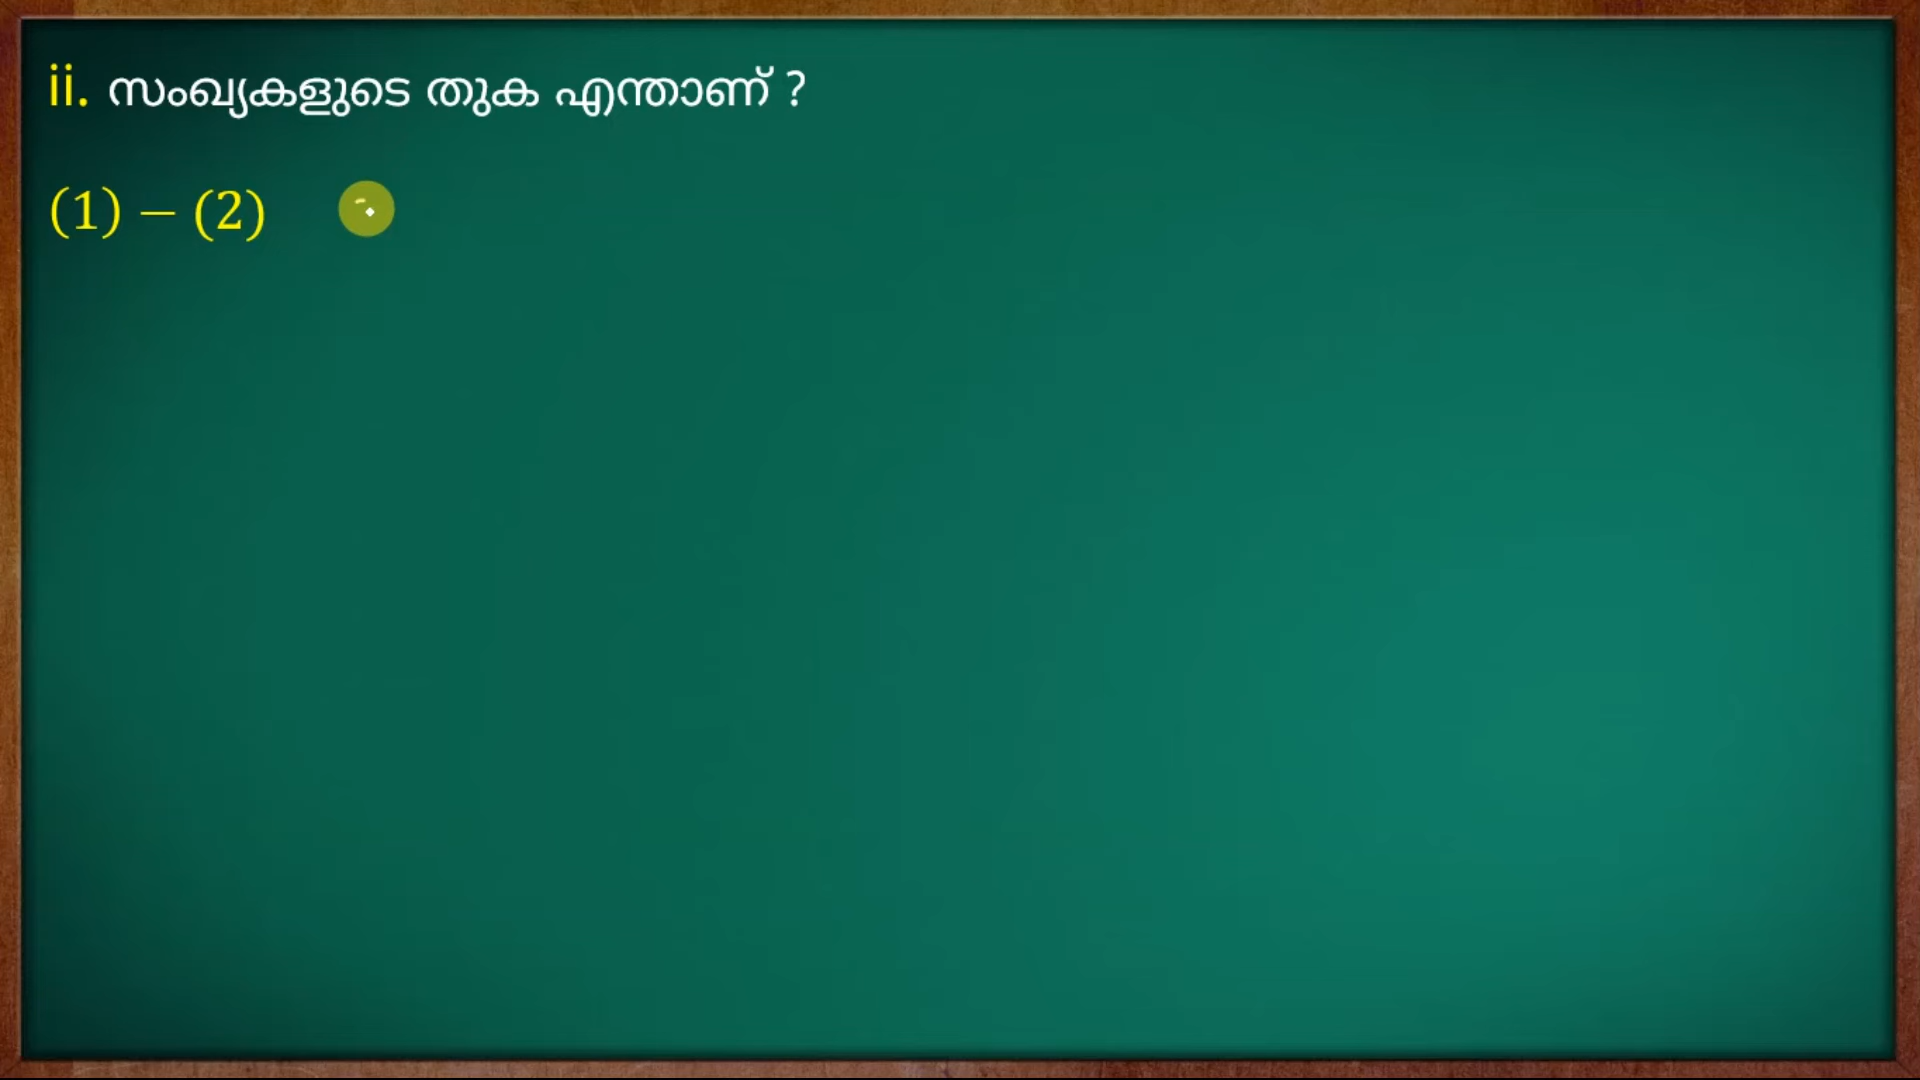 ii. സംഖ്യകളുടെ തുക എന്താണ് ?
(1) − (2)